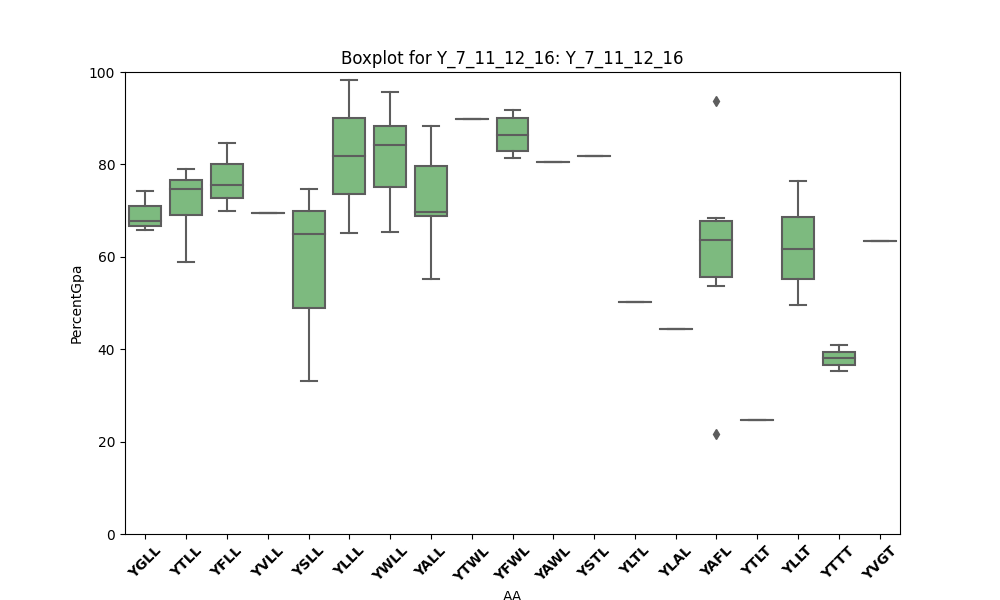 Boxplot for Y_7_11_12_16: Y_7_11_12_16
100
80
60
40
20
0
PercentGpa
YGLL YTLL YFLL YVLL YSLL YLLL YWLL YALL YTWL YFWL YAWL YSTL YLTL YLAL YAFL YTLT YLLT YTTT YVGT
AA